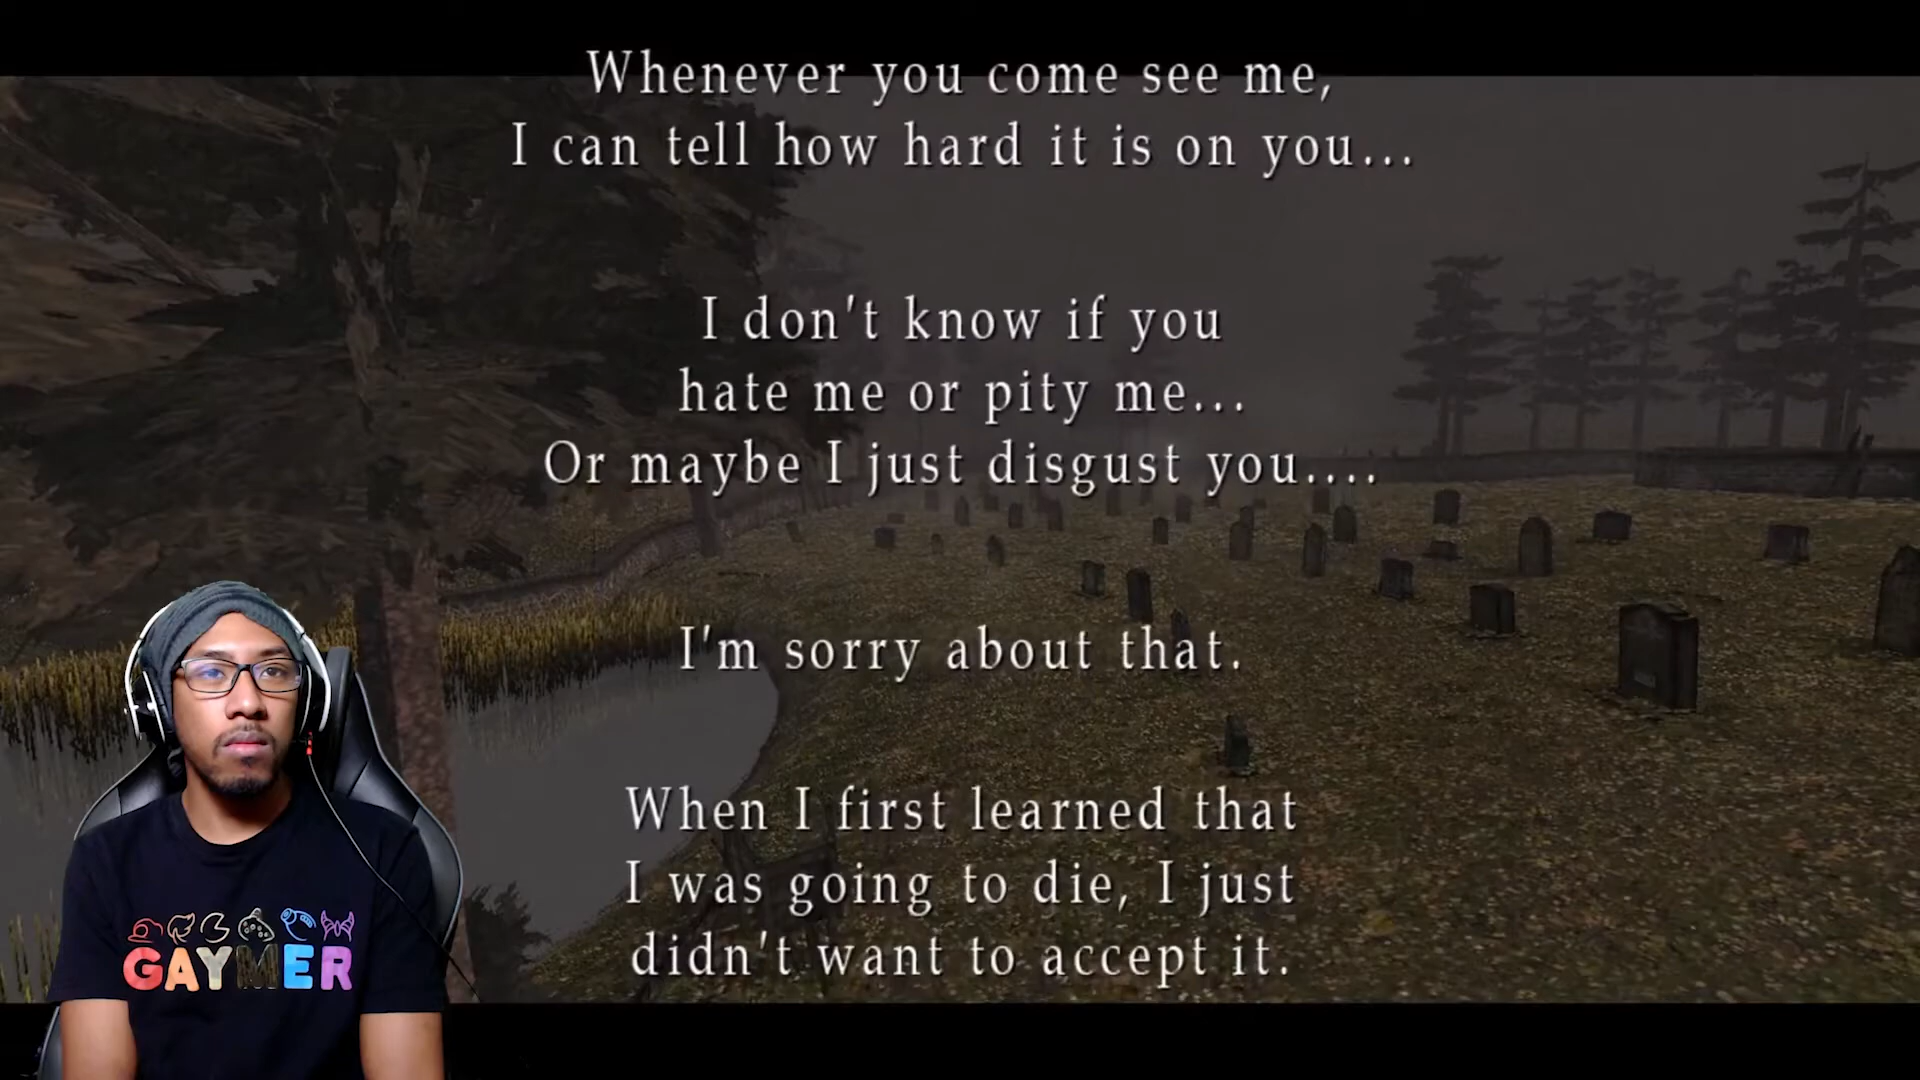 Whenever you come see me,
I can tell how hard it is on you...
I don't know if you
hate me or pity me...
Or maybe I just disgust you....
I'm sorry about that.
When I first learned that
I was going to die, I just
didn't want to accept it.
GAYMER